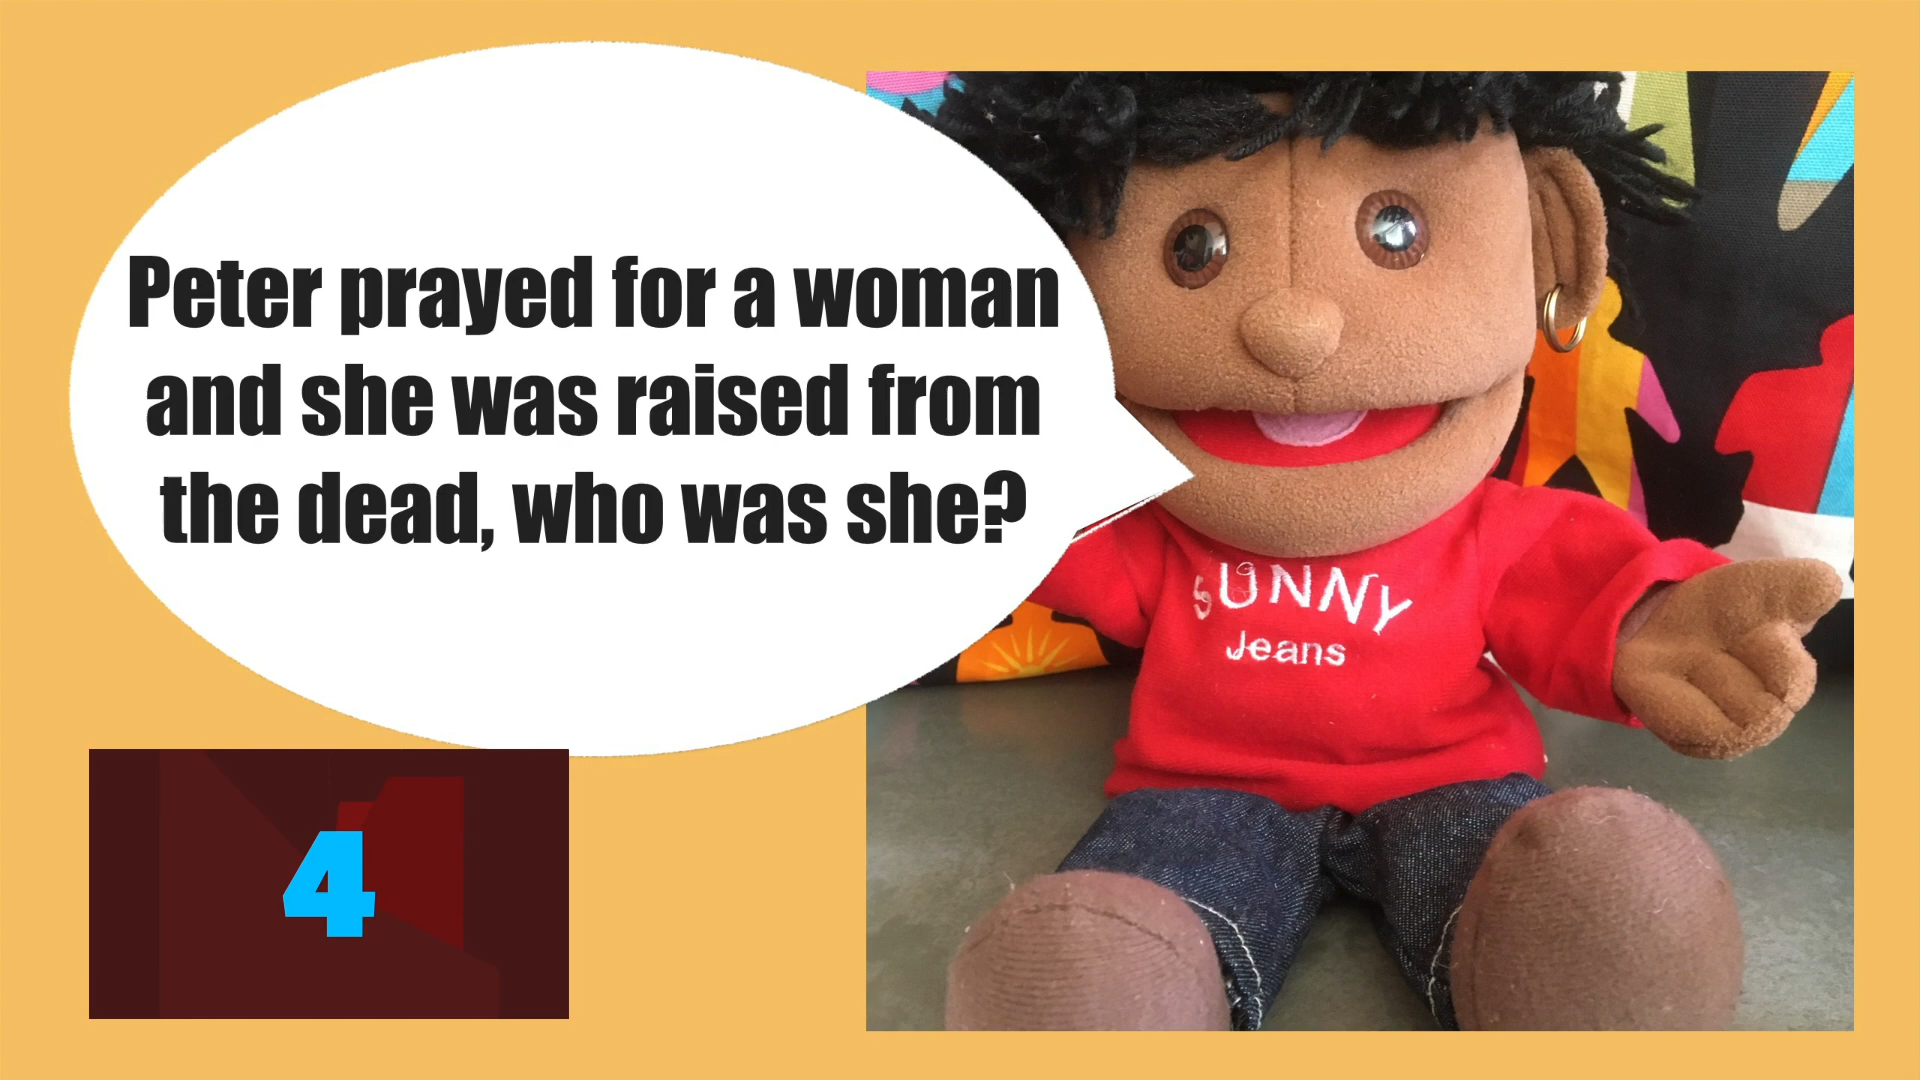 Peter prayed for a woman
and she was raised from
the dead, who was she?
SUNNY
Jeans
4